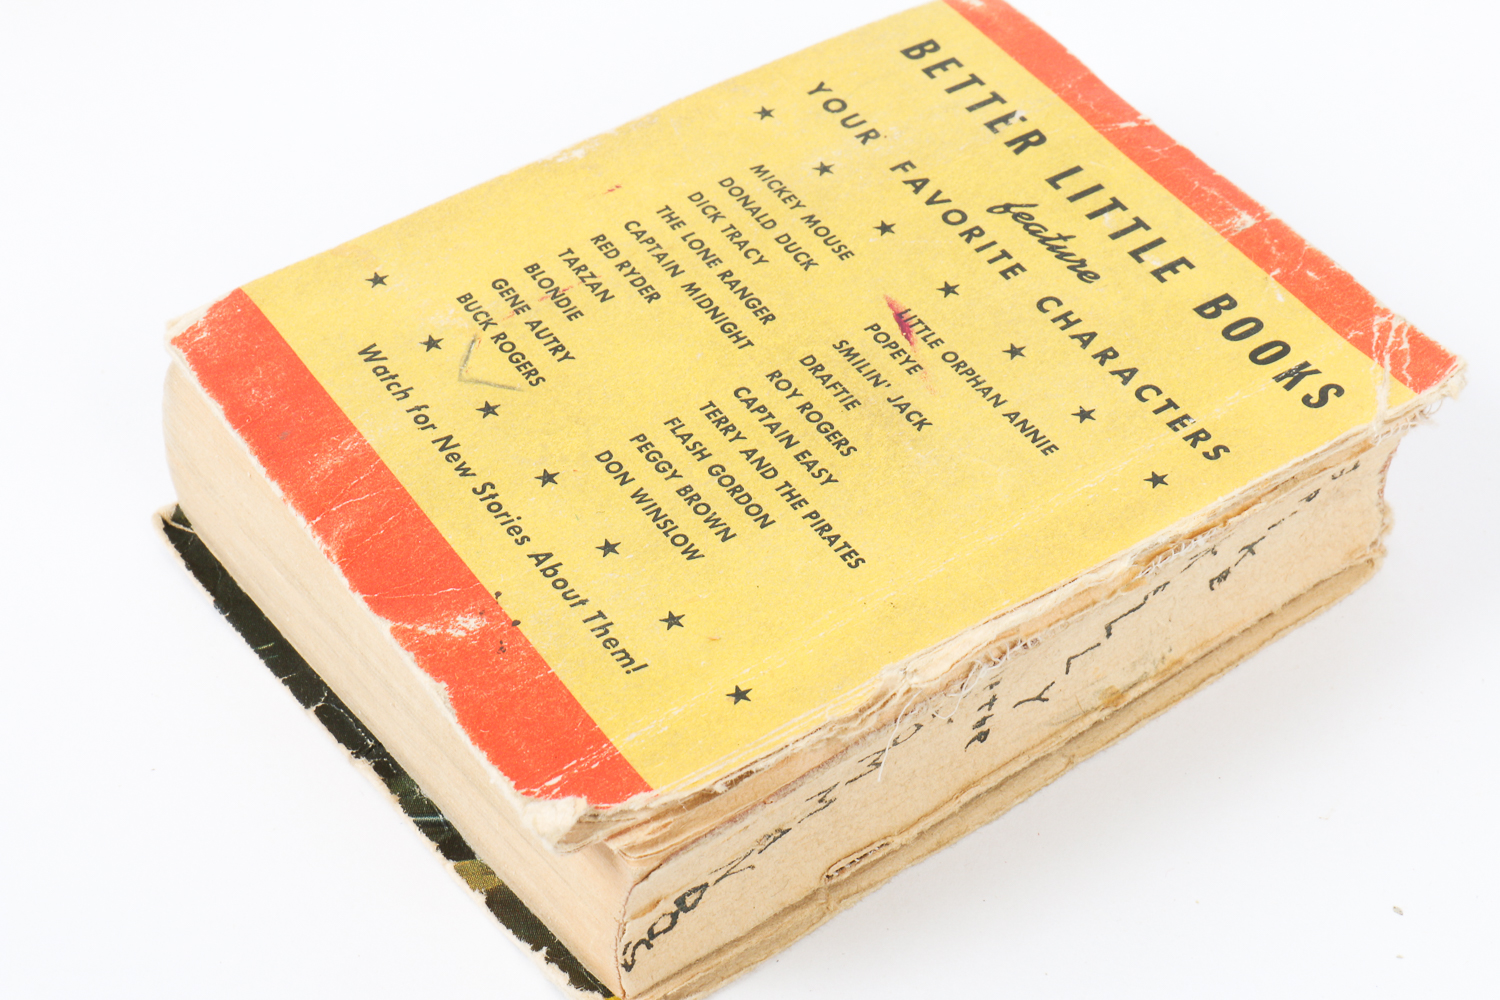 BETTER LITTLE BOOKS
feature
YOUR FAVORITE CHARACTERS
MICKEY MOUSE
DONALD DUCK
DICK TRACY
THE LONE RANGER
CAPTAIN MIDNIGHT
RED RYDER
TARZAN
BLONDIE
GENE AUTRY
BUCK ROGERS
LITTLE ORPHAN ANNIE
POPEYE
SMILIN' JACK
DRAFTIE
ROY ROGERS
CAPTAIN EASY
TERRY AND THE PIRATES
FLASH GORDON
PEGGY BROWN
DON WINSLOW
Watch for New Stories About Them!
SPIKE
KELLY